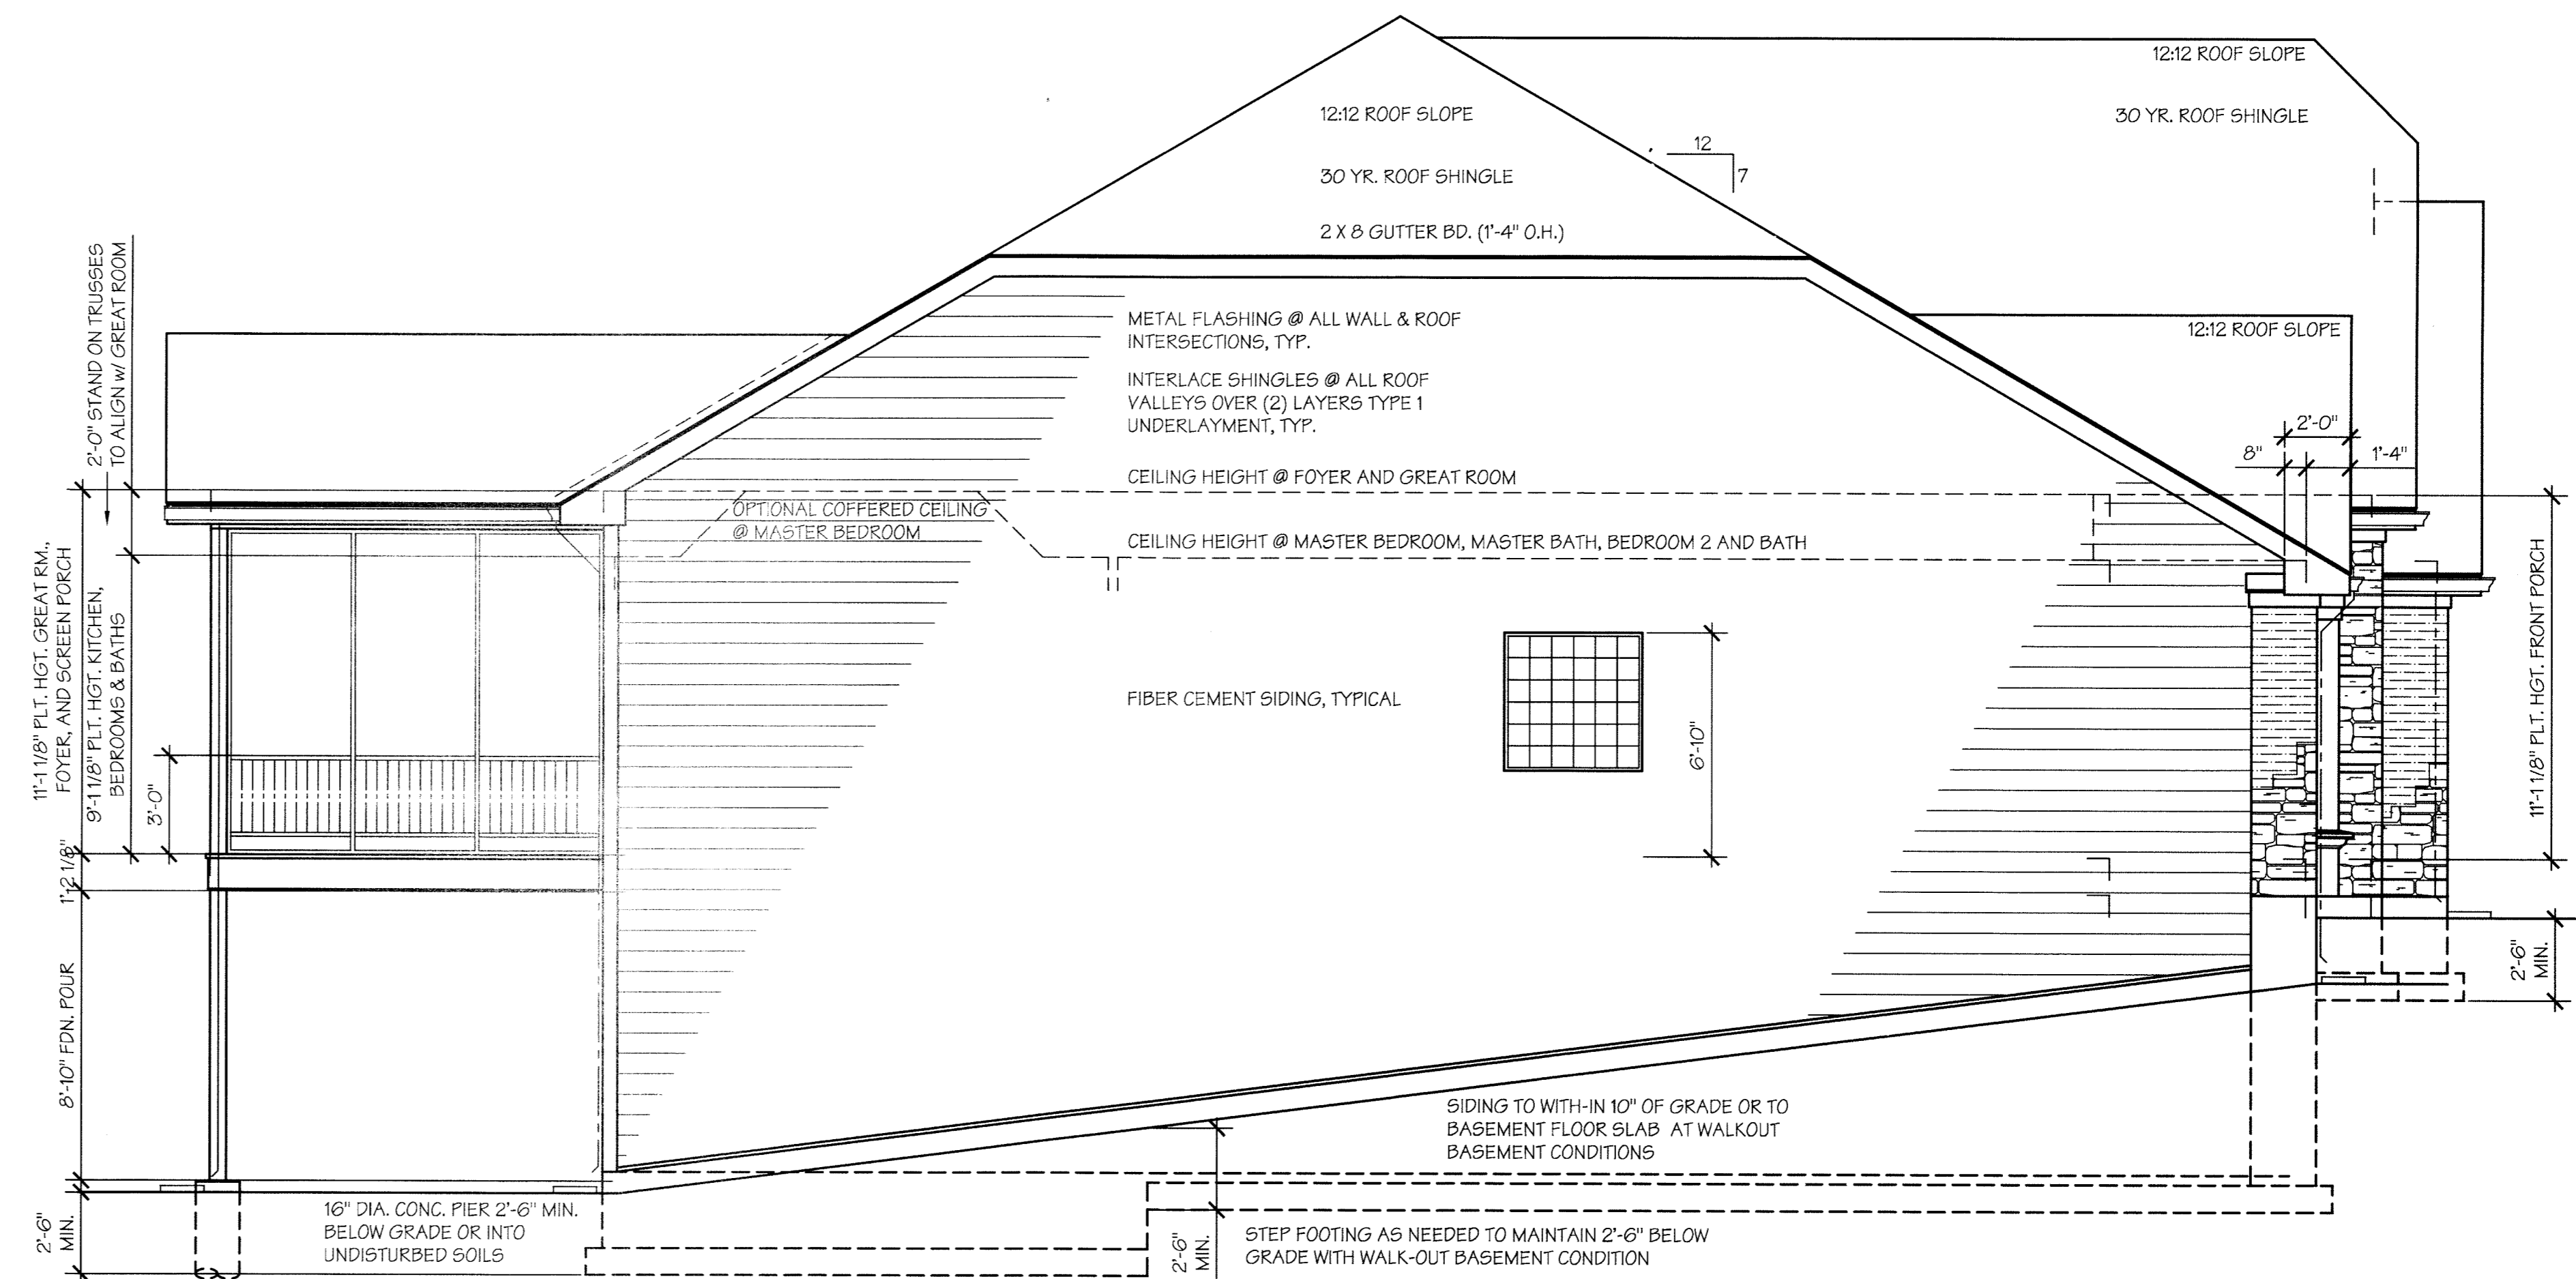 12:12 ROOF SLOPE
30 YR. ROOF SHINGLE
12:12 ROOF SLOPE
30 YR. ROOF SHINGLE
2 X 8 GUTTER BD. (1'-4" O.H.)
12
7
METAL FLASHING @ ALL WALL & ROOF
INTERSECTIONS, TYP.
INTERLACE SHINGLES @ ALL ROOF
VALLEYS OVER (2) LAYERS TYPE 1
UNDERLAYMENT, TYP.
12:12 ROOF SLOPE
2'-0"
8"
1'-4"
CEILING HEIGHT @ FOYER AND GREAT ROOM
OPTIONAL COFFERED CEILING
@ MASTER BEDROOM
CEILING HEIGHT @ MASTER BEDROOM, MASTER BATH, BEDROOM 2 AND BATH
2'-0" STAND ON TRUSSES
TO ALIGN w/ GREAT ROOM
11'-1 1/8" PLT. HGT. GREAT RM.,
FOYER, AND SCREEN PORCH
9'-1 1/8" PLT. HGT. KITCHEN,
BEDROOMS & BATHS
3'-0"
1'-2 1/8"
8'-10" FDN. POUR
2'-6"
MIN.
FIBER CEMENT SIDING, TYPICAL
6'-10"
11'-1 1/8" PLT. HGT. FRONT PORCH
2'-6"
MIN.
SIDING TO WITH-IN 10" OF GRADE OR TO
BASEMENT FLOOR SLAB AT WALKOUT
BASEMENT CONDITIONS
16" DIA. CONC. PIER 2'-6" MIN.
BELOW GRADE OR INTO
UNDISTURBED SOILS
2'-6"
MIN.
STEP FOOTING AS NEEDED TO MAINTAIN 2'-6" BELOW
GRADE WITH WALK-OUT BASEMENT CONDITION